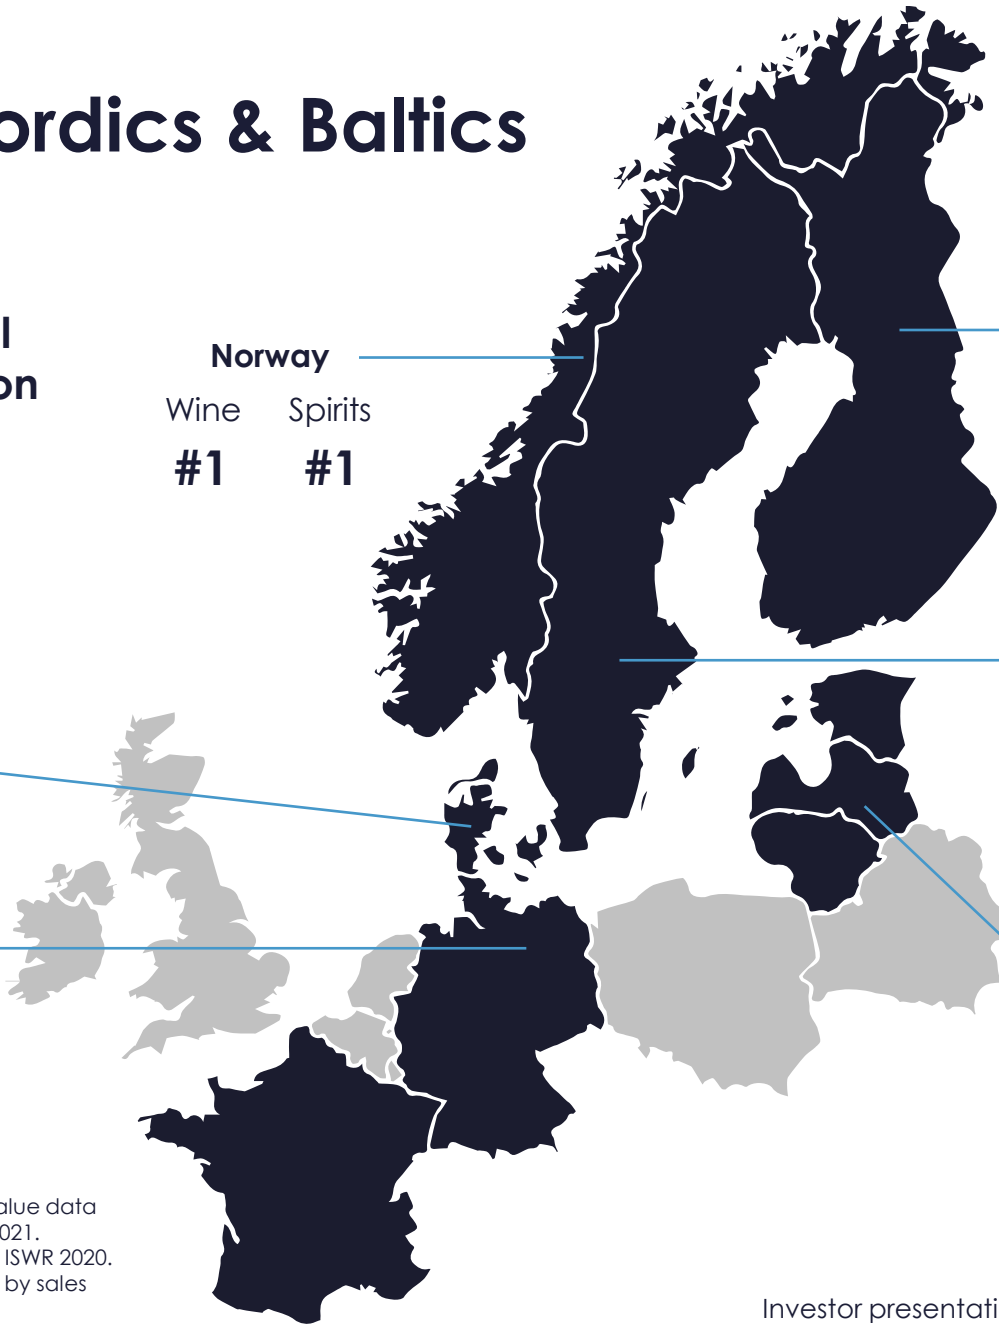 ordics & Baltics
l
on
Norway
Wine Spirits
#1 #1
alue data
021.
ISWR 2020.
by sales
Investor presentati